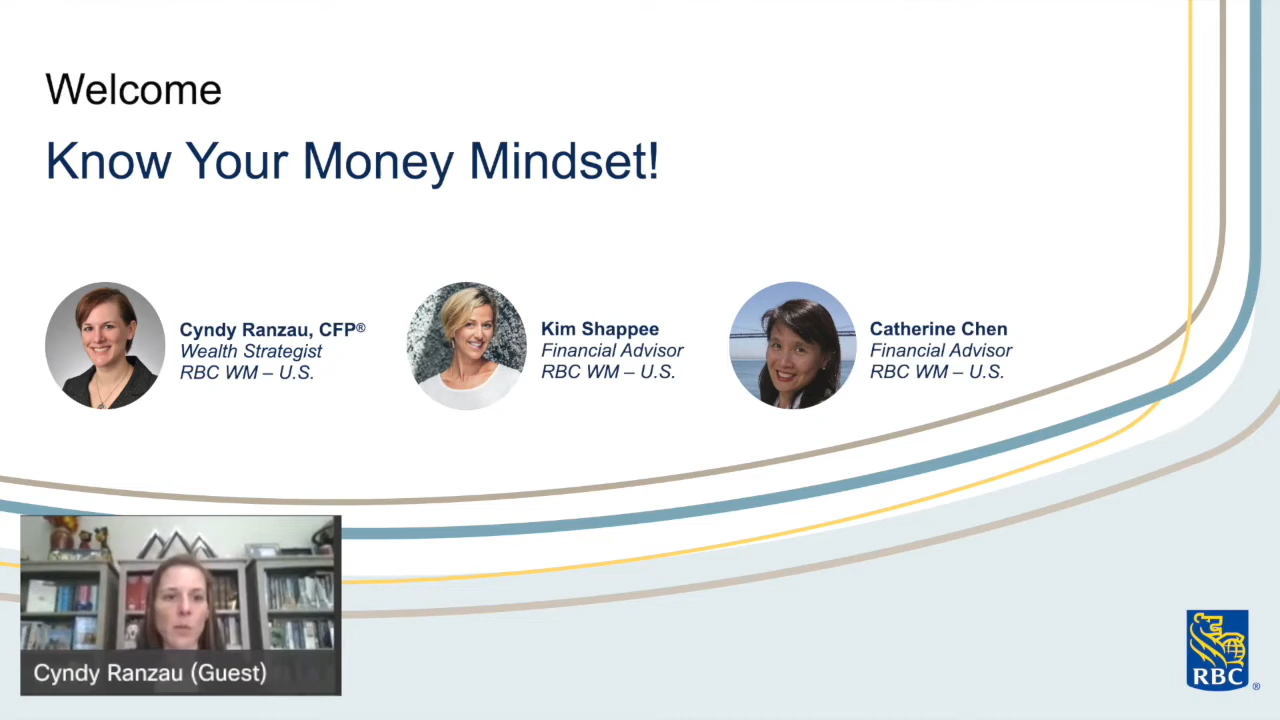 Welcome
Know Your Money Mindset!
Cyndy Ranzau, CFP®
Wealth Strategist
RBC WM – U.S.
Kim Shappee
Financial Advisor
RBC WM – U.S.
Catherine Chen
Financial Advisor
RBC WM – U.S.
Cyndy Ranzau (Guest)
RBC ®